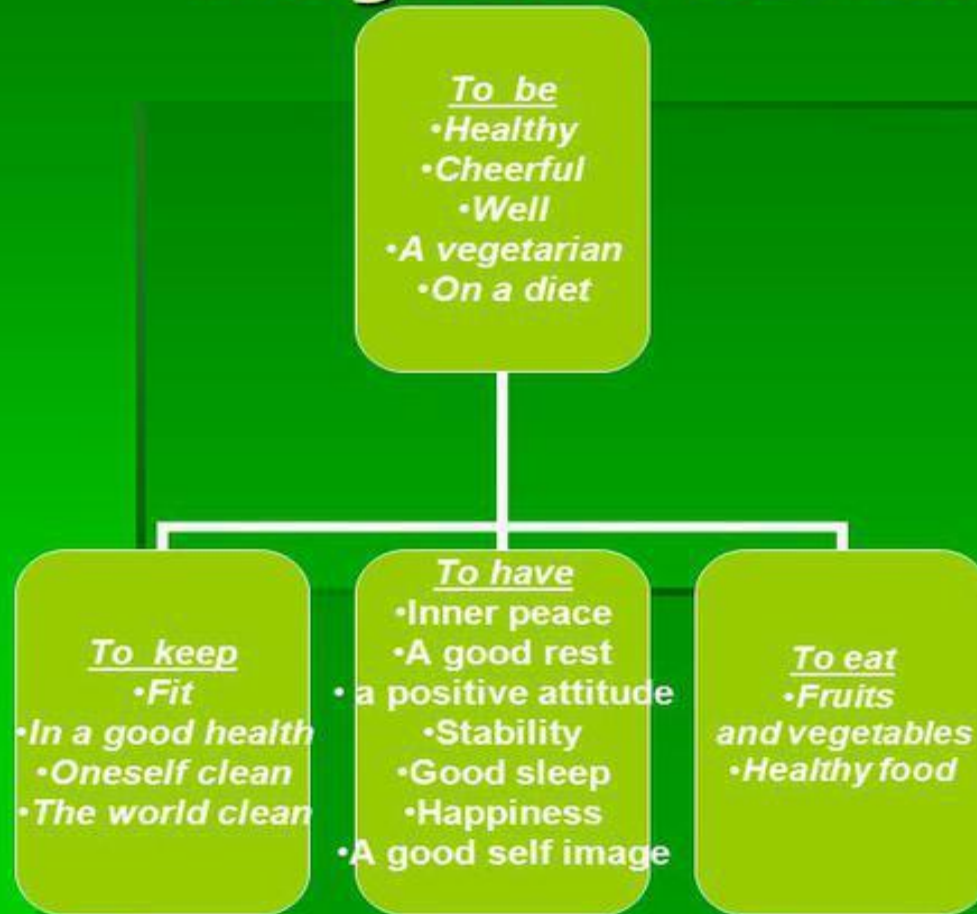 To be
•Healthy
•Cheerful
•Well
•A vegetarian
•On a diet
To keep
•Fit
•In a good health
•Oneself clean
•The world clean
To have
•Inner peace
•A good rest
• a positive attitude
•Stability
•Good sleep
•Happiness
•A good self image
To eat
•Fruits
and vegetables
•Healthy food